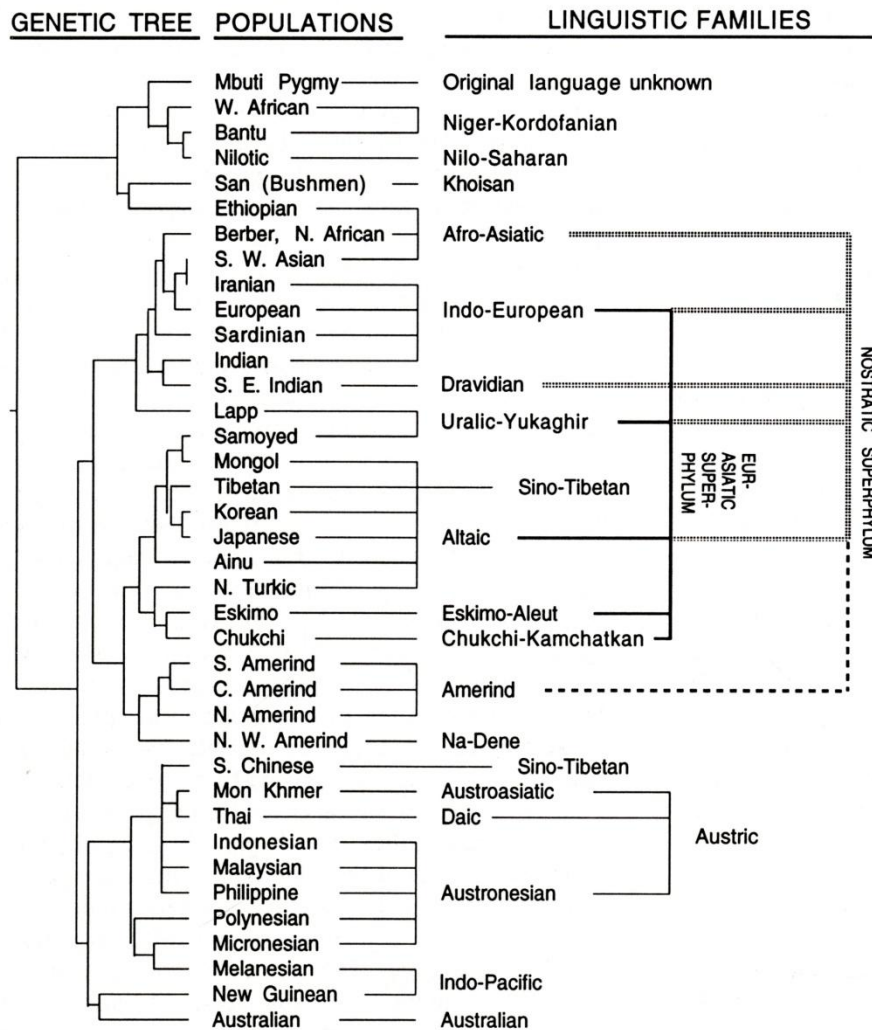 GENETIC TREE POPULATIONS LINGUISTIC FAMILIES
Mbuti Pygmy Original language unknown
W. African
Niger-Kordofanian
Bantu
Nilotic Nilo-Saharan
San (Bushmen) Khoisan
Ethiopian
Berber, N. African Afro-Asiatic
S. W. Asian
Iranian
European Indo-European
Sardinian
Indian
S. E. Indian Dravidian
Lapp
Uralic-Yukaghir
Samoyed
Mongol
Tibetan Sino-Tibetan
Korean
Japanese Altaic
Ainu
N. Turkic
Eskimo Eskimo-Aleut
Chukchi Chukchi-Kamchatkan
EUR-
ASIATIC
SUPER-
PHYLUM
NOSTRATIC SUPERPHYLUM
S. Amerind
C. Amerind Amerind
N. Amerind
N. W. Amerind Na-Dene
S. Chinese Sino-Tibetan
Mon Khmer Austroasiatic
Thai Daic
Austric
Indonesian
Malaysian
Philippine Austronesian
Polynesian
Micronesian
Melanesian
Indo-Pacific
New Guinean
Australian Australian